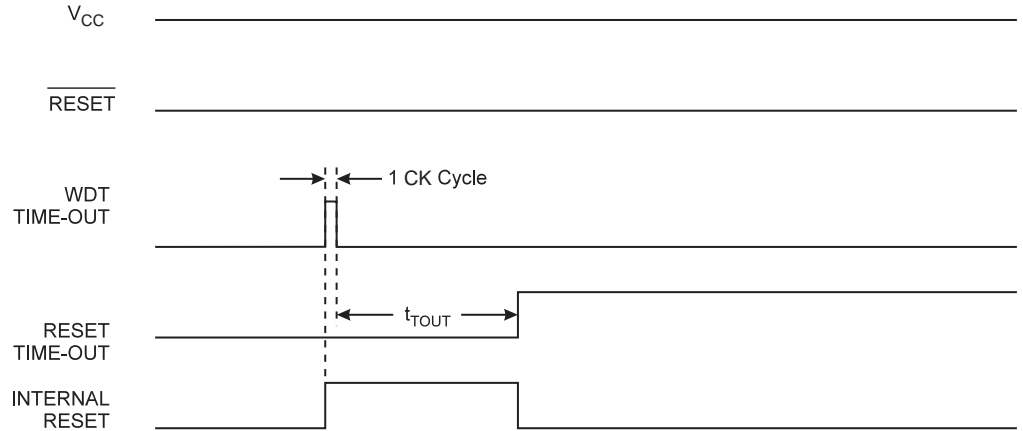 VCC
RESET
1 CK Cycle
WDT
TIME-OUT
tTOUT
RESET
TIME-OUT
INTERNAL
RESET